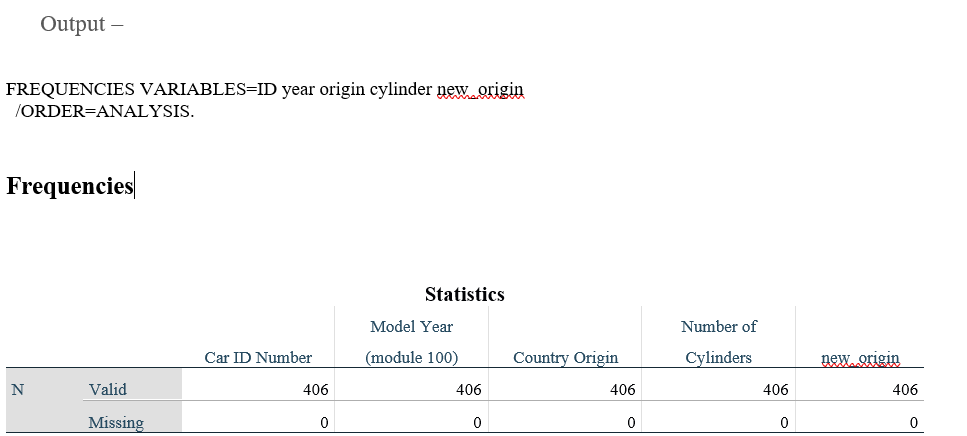 Output –
FREQUENCIES VARIABLES=ID year origin cylinder new_origin
/ORDER=ANALYSIS.
Frequencies
Statistics
Car ID Number Model Year (module 100) Country Origin Number of Cylinders new_origin
N Valid 406 406 406 406 406
Missing 0 0 0 0 0